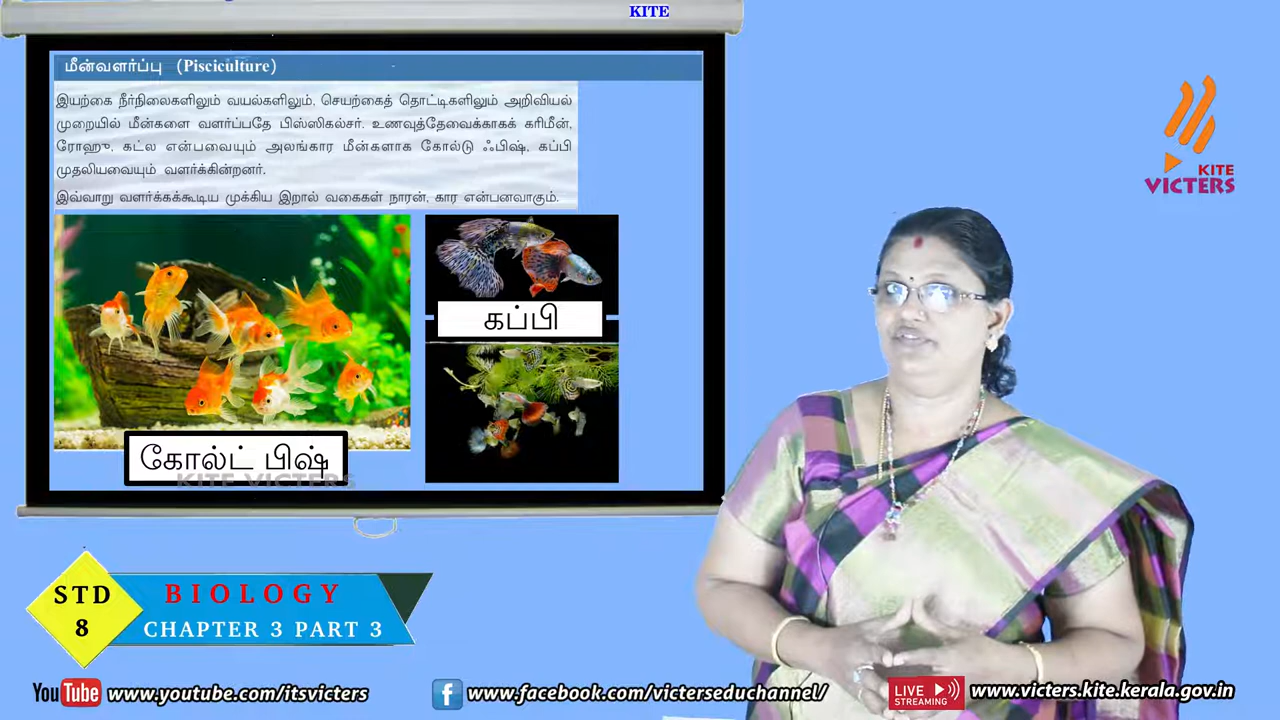 KITE
மீன்வளர்ப்பு (Pisciculture)
இயற்கை நீர்நிலைகளிலும் வயல்களிலும், செயற்கைத் தொட்டிகளிலும் அறிவியல்
முறையில் மீன்களை வளர்ப்பதே பிஸ்ஸிகல்சர். உணவுத்தேவைக்காகக் கரிமீன்,
ரோஹு, கட்ல என்பவையும் அலங்கார மீன்களாக கோல்டு ஃபிஷ், கப்பி
முதலியவையும் வளர்க்கின்றனர்.
இவ்வாறு வளர்க்கக்கூடிய முக்கிய இறால் வகைகள் நாரன், கார என்பனவாகும்.
கப்பி
கோல்ட் பிஷ்
KITE VICTERS
KITE
VICTERS
STD
8
BIOLOGY
CHAPTER 3 PART 3
YouTube www.youtube.com/itsvicters
f www.facebook.com/victerseduchannel/
LIVE STREAMING www.victers.kite.kerala.gov.in